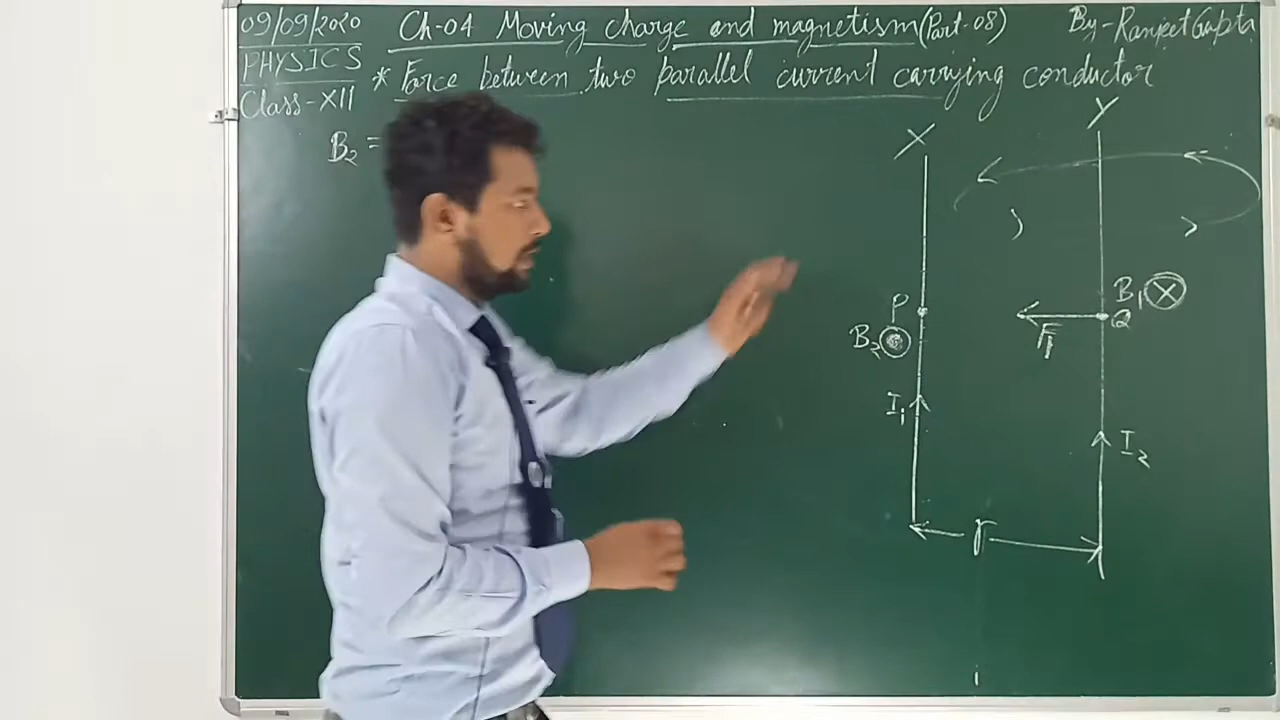 09/09/2020 Ch-04 Moving charge and magnetism (Part-08) By-Ranjeet Gupta
PHYSICS
Class-XII * Force between two parallel current carrying conductor
B₂ =
X Y
P B₁ ⊗
Q
B₂ F₁
I₁
I₂
r